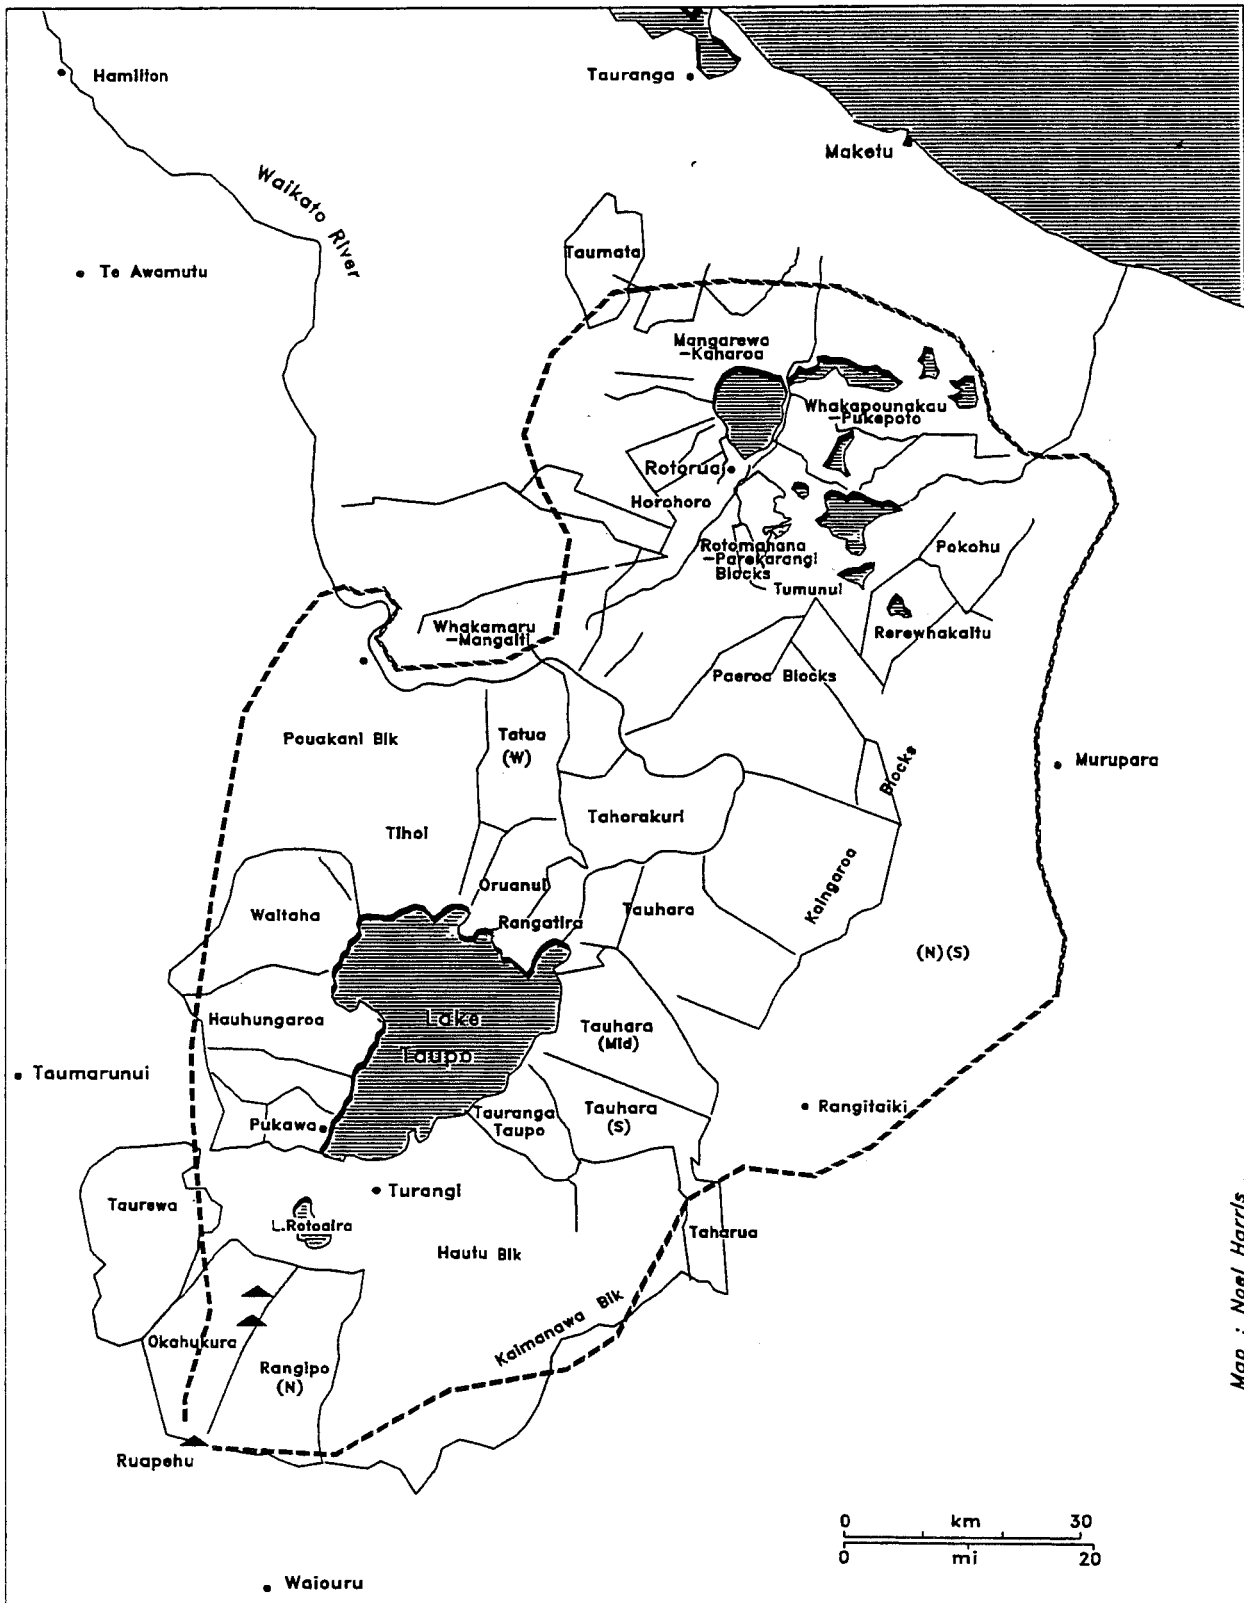 Hamilton
Tauranga
Maketu
Waikato River
Te Awamutu
Taumata
Mangarewa
-Kaharoa
Whakapounakau
-Pukepoto
Rotorua
Horohoro
Rotomahana
-Parekarangi
Blocks
Pokohu
Tumunui
Rerewhakaitu
Whakamaru
-Mangaiti
Paeroa Blocks
Pouakani Blk
Tatua
(W)
Blocks
Murupara
Tihoi
Tahorakuri
Oruanui
Kaingaroa
Waitaha
Rangatira
Tauhara
(N)(S)
Hauhungaroa
Lake
Taupo
Tauhara
(Mid)
Taumarunui
Pukawa
Tauranga
Taupo
Tauhara
(S)
Rangitaiki
Taurewa
Turangi
L.Rotoaira
Hautu Blk
Taharua
Kaimanawa Blk
Okahukura
Rangipo
(N)
Map : Noel Harris
Ruapehu
0 km 30
0 mi 20
Waiouru